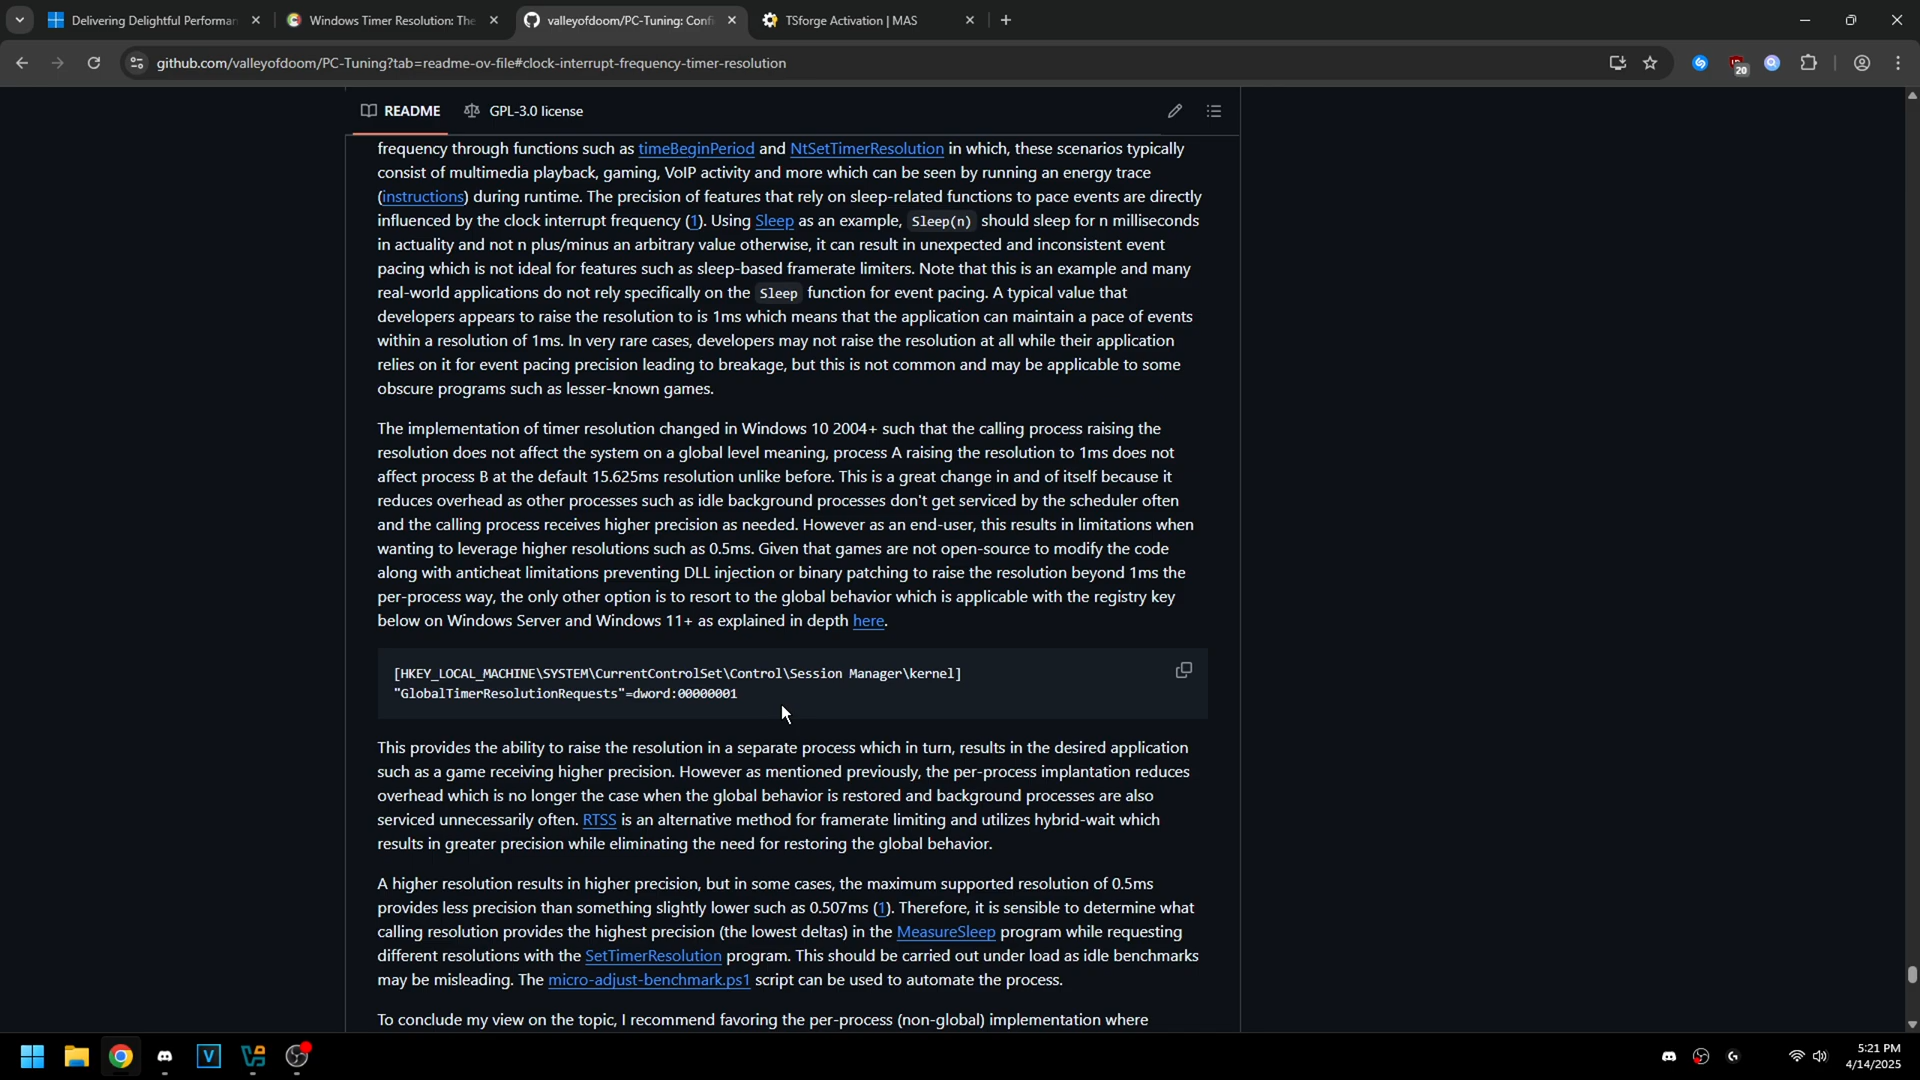 Delivering Delightful Performan
Windows Timer Resolution: The
valleyofdoom/PC-Tuning: Confi
TSforge Activation | MAS
github.com/valleyofdoom/PC-Tuning?tab=readme-ov-file#clock-interrupt-frequency-timer-resolution
20
README
GPL-3.0 license
frequency through functions such as timeBeginPeriod and NtSetTimerResolution in which, these scenarios typically
consist of multimedia playback, gaming, VoIP activity and more which can be seen by running an energy trace
(instructions) during runtime. The precision of features that rely on sleep-related functions to pace events are directly
influenced by the clock interrupt frequency (1). Using Sleep as an example, Sleep(n) should sleep for n milliseconds
in actuality and not n plus/minus an arbitrary value otherwise, it can result in unexpected and inconsistent event
pacing which is not ideal for features such as sleep-based framerate limiters. Note that this is an example and many
real-world applications do not rely specifically on the Sleep function for event pacing. A typical value that
developers appears to raise the resolution to is 1ms which means that the application can maintain a pace of events
within a resolution of 1ms. In very rare cases, developers may not raise the resolution at all while their application
relies on it for event pacing precision leading to breakage, but this is not common and may be applicable to some
obscure programs such as lesser-known games.
The implementation of timer resolution changed in Windows 10 2004+ such that the calling process raising the
resolution does not affect the system on a global level meaning, process A raising the resolution to 1ms does not
affect process B at the default 15.625ms resolution unlike before. This is a great change in and of itself because it
reduces overhead as other processes such as idle background processes don't get serviced by the scheduler often
and the calling process receives higher precision as needed. However as an end-user, this results in limitations when
wanting to leverage higher resolutions such as 0.5ms. Given that games are not open-source to modify the code
along with anticheat limitations preventing DLL injection or binary patching to raise the resolution beyond 1ms the
per-process way, the only other option is to resort to the global behavior which is applicable with the registry key
below on Windows Server and Windows 11+ as explained in depth here.
[HKEY_LOCAL_MACHINE\SYSTEM\CurrentControlSet\Control\Session Manager\kernel]
"GlobalTimerResolutionRequests"=dword:00000001
This provides the ability to raise the resolution in a separate process which in turn, results in the desired application
such as a game receiving higher precision. However as mentioned previously, the per-process implantation reduces
overhead which is no longer the case when the global behavior is restored and background processes are also
serviced unnecessarily often. RTSS is an alternative method for framerate limiting and utilizes hybrid-wait which
results in greater precision while eliminating the need for restoring the global behavior.
A higher resolution results in higher precision, but in some cases, the maximum supported resolution of 0.5ms
provides less precision than something slightly lower such as 0.507ms (1). Therefore, it is sensible to determine what
calling resolution provides the highest precision (the lowest deltas) in the MeasureSleep program while requesting
different resolutions with the SetTimerResolution program. This should be carried out under load as idle benchmarks
may be misleading. The micro-adjust-benchmark.ps1 script can be used to automate the process.
To conclude my view on the topic, I recommend favoring the per-process (non-global) implementation where
5:21 PM
4/14/2025